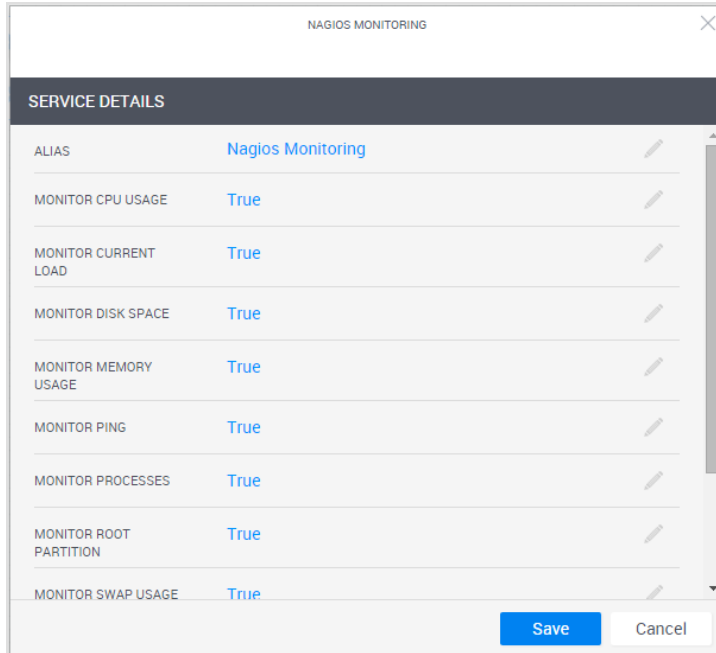 NAGIOS MONITORING
SERVICE DETAILS
ALIAS Nagios Monitoring
MONITOR CPU USAGE True
MONITOR CURRENT True
LOAD
MONITOR DISK SPACE True
MONITOR MEMORY True
USAGE
MONITOR PING True
MONITOR PROCESSES True
MONITOR ROOT True
PARTITION
MONITOR SWAP USAGE True
Save Cancel